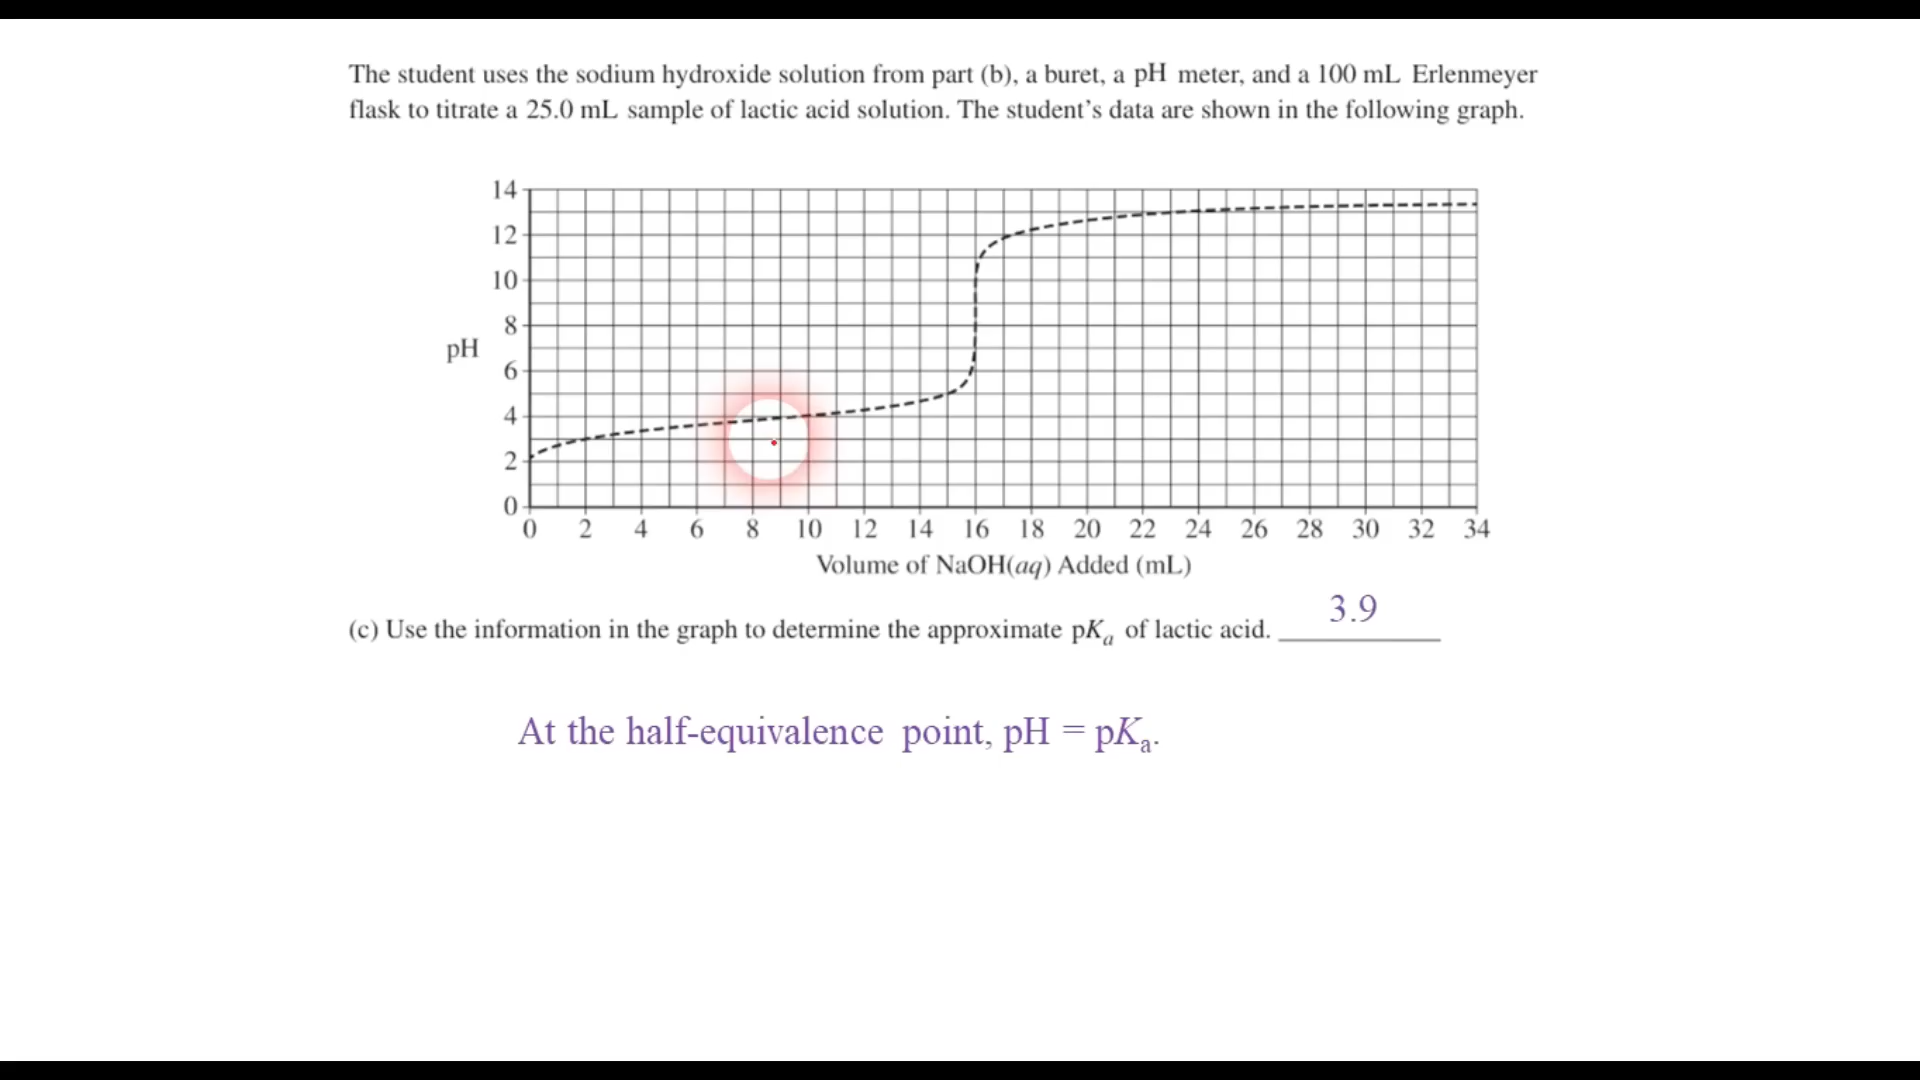 The student uses the sodium hydroxide solution from part (b), a buret, a pH meter, and a 100 mL Erlenmeyer
flask to titrate a 25.0 mL sample of lactic acid solution. The student's data are shown in the following graph.
14
12
10
8
pH
6
4
2
0
0 2 4 6 8 10 12 14 16 18 20 22 24 26 28 30 32 34
Volume of NaOH(aq) Added (mL)
3.9
(c) Use the information in the graph to determine the approximate pKₐ of lactic acid. ________
At the half-equivalence point, pH = pKₐ.